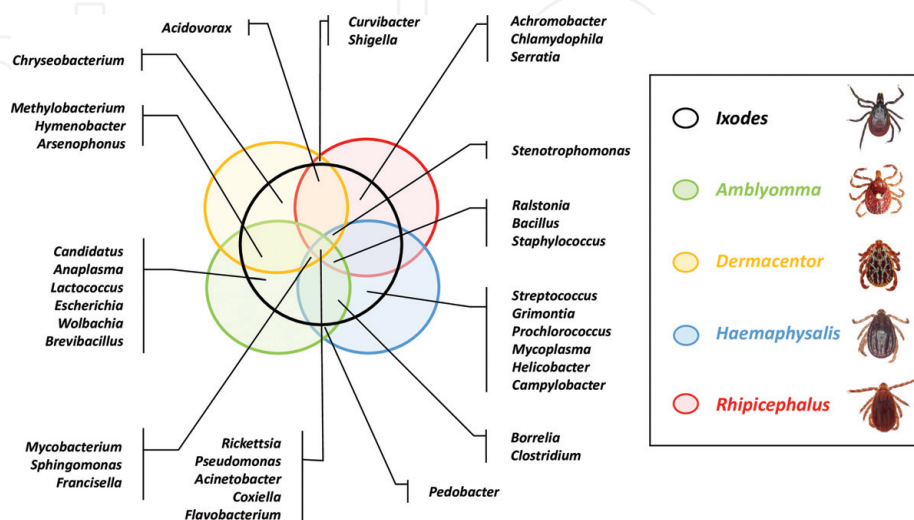 Acidovorax
Curvibacter
Shigella
Achromobacter
Chlamydophila
Serratia
Chryseobacterium
Methylobacterium
Hymenobacter
Arsenophonus
Stenotrophomonas
Ralstonia
Bacillus
Staphylococcus
Candidatus
Anaplasma
Lactococcus
Escherichia
Wolbachia
Brevibacillus
Streptococcus
Grimontia
Prochlorococcus
Mycoplasma
Helicobacter
Campylobacter
Mycobacterium
Sphingomonas
Francisella
Rickettsia
Pseudomonas
Acinetobacter
Coxiella
Flavobacterium
Borrelia
Clostridium
Pedobacter
Ixodes
Amblyomma
Dermacentor
Haemaphysalis
Rhipicephalus